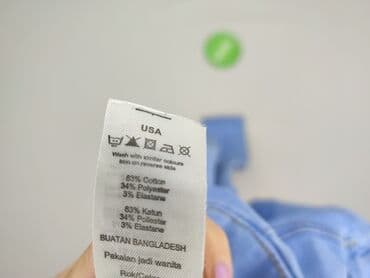 USA
Wash with similar colours
Iron on reverse side
63% Cotton
34% Polyester
3% Elastane
63% Katun
34% Poliester
3% Elastane
BUATAN BANGLADESH
Pakaian jadi wanita